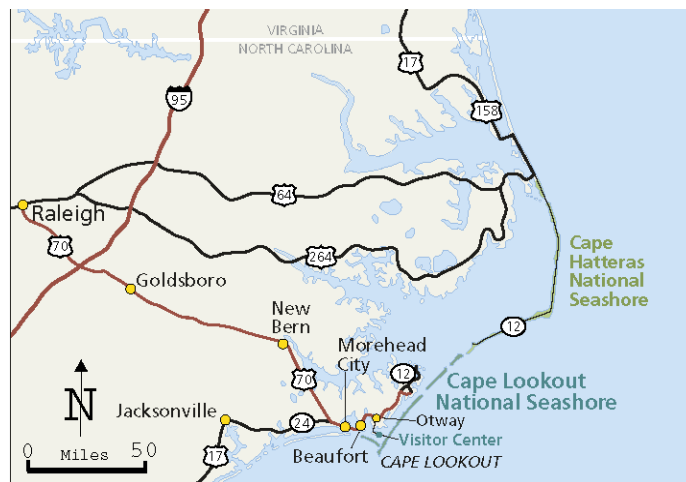 VIRGINIA
NORTH CAROLINA
17
95
158
64
Raleigh
70
264
Cape
Hatteras
National
Seashore
Goldsboro
New
Bern
12
Morehead
City
70
12
Cape Lookout
National Seashore
N
Jacksonville
24
Otway
Visitor Center
17
Beaufort
CAPE LOOKOUT
0 Miles 50